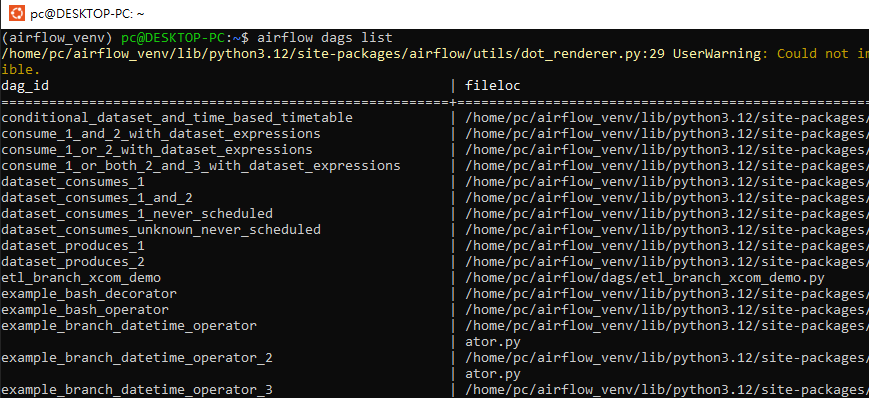 pc@DESKTOP-PC: ~
(airflow_venv) pc@DESKTOP-PC:~$ airflow dags list
/home/pc/airflow_venv/lib/python3.12/site-packages/airflow/utils/dot_renderer.py:29 UserWarning: Could not im
ible.
dag_id | fileloc
==========================================================+====================================================
conditional_dataset_and_time_based_timetable | /home/pc/airflow_venv/lib/python3.12/site-packages/
consume_1_and_2_with_dataset_expressions | /home/pc/airflow_venv/lib/python3.12/site-packages/
consume_1_or_2_with_dataset_expressions | /home/pc/airflow_venv/lib/python3.12/site-packages/
consume_1_or_both_2_and_3_with_dataset_expressions | /home/pc/airflow_venv/lib/python3.12/site-packages/
dataset_consumes_1 | /home/pc/airflow_venv/lib/python3.12/site-packages/
dataset_consumes_1_and_2 | /home/pc/airflow_venv/lib/python3.12/site-packages/
dataset_consumes_1_never_scheduled | /home/pc/airflow_venv/lib/python3.12/site-packages/
dataset_consumes_unknown_never_scheduled | /home/pc/airflow_venv/lib/python3.12/site-packages/
dataset_produces_1 | /home/pc/airflow_venv/lib/python3.12/site-packages/
dataset_produces_2 | /home/pc/airflow_venv/lib/python3.12/site-packages/
etl_branch_xcom_demo | /home/pc/airflow/dags/etl_branch_xcom_demo.py
example_bash_decorator | /home/pc/airflow_venv/lib/python3.12/site-packages/
example_bash_operator | /home/pc/airflow_venv/lib/python3.12/site-packages/
example_branch_datetime_operator | /home/pc/airflow_venv/lib/python3.12/site-packages/
| ator.py
example_branch_datetime_operator_2 | /home/pc/airflow_venv/lib/python3.12/site-packages/
| ator.py
example_branch_datetime_operator_3 | /home/pc/airflow_venv/lib/python3.12/site-packages/